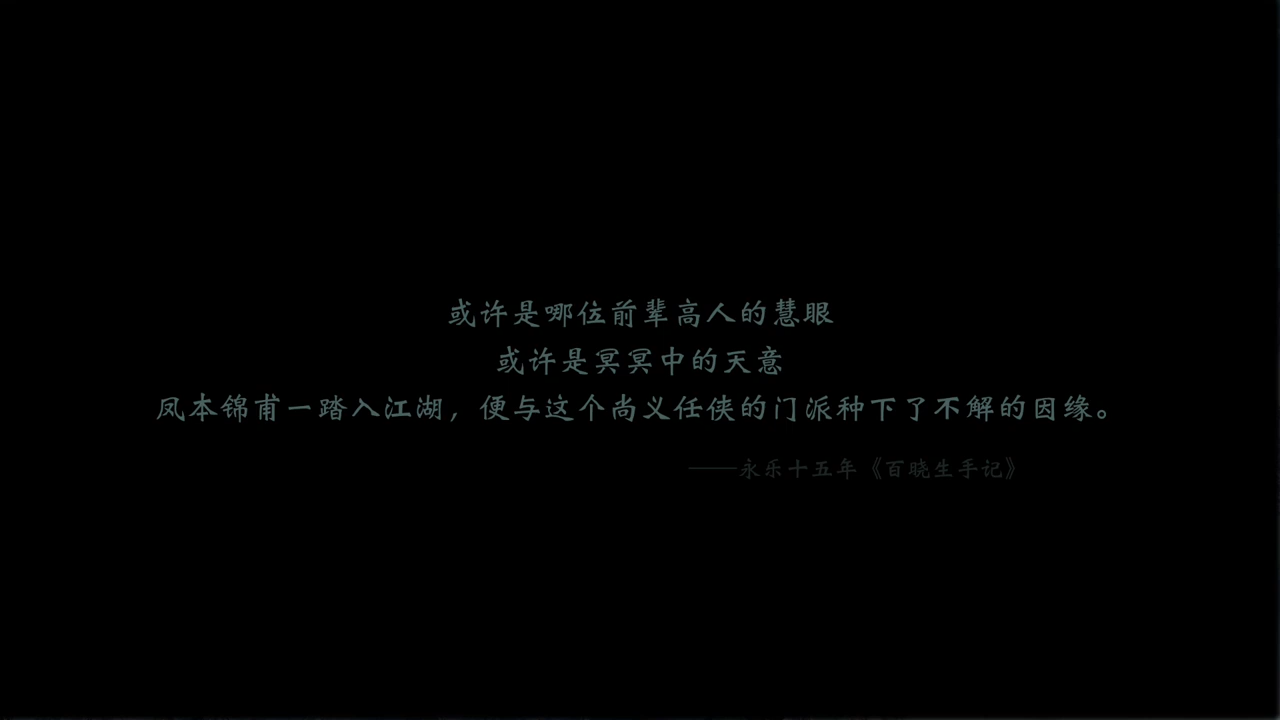 或许是哪位前辈高人的慧眼
或许是冥冥中的天意
凤本锦甫一踏入江湖，便与这个尚义任侠的门派种下了不解的因缘。
——永乐十五年《百晓生手记》